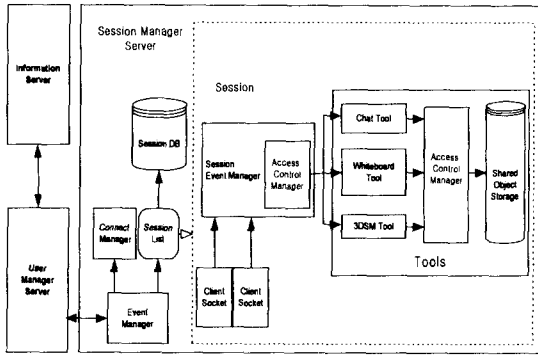 Session Manager
Server
Information
Server
Session
Session DB
Chat Tool
Session
Event Manager
Access
Control
Manager
Whiteboard
Tool
Access
Control
Manager
Shared
Object
Storage
3DSM Tool
Tools
Connect
Manager
Session
List
User
Manager
Server
Event
Manager
Client
Socket
Client
Socket